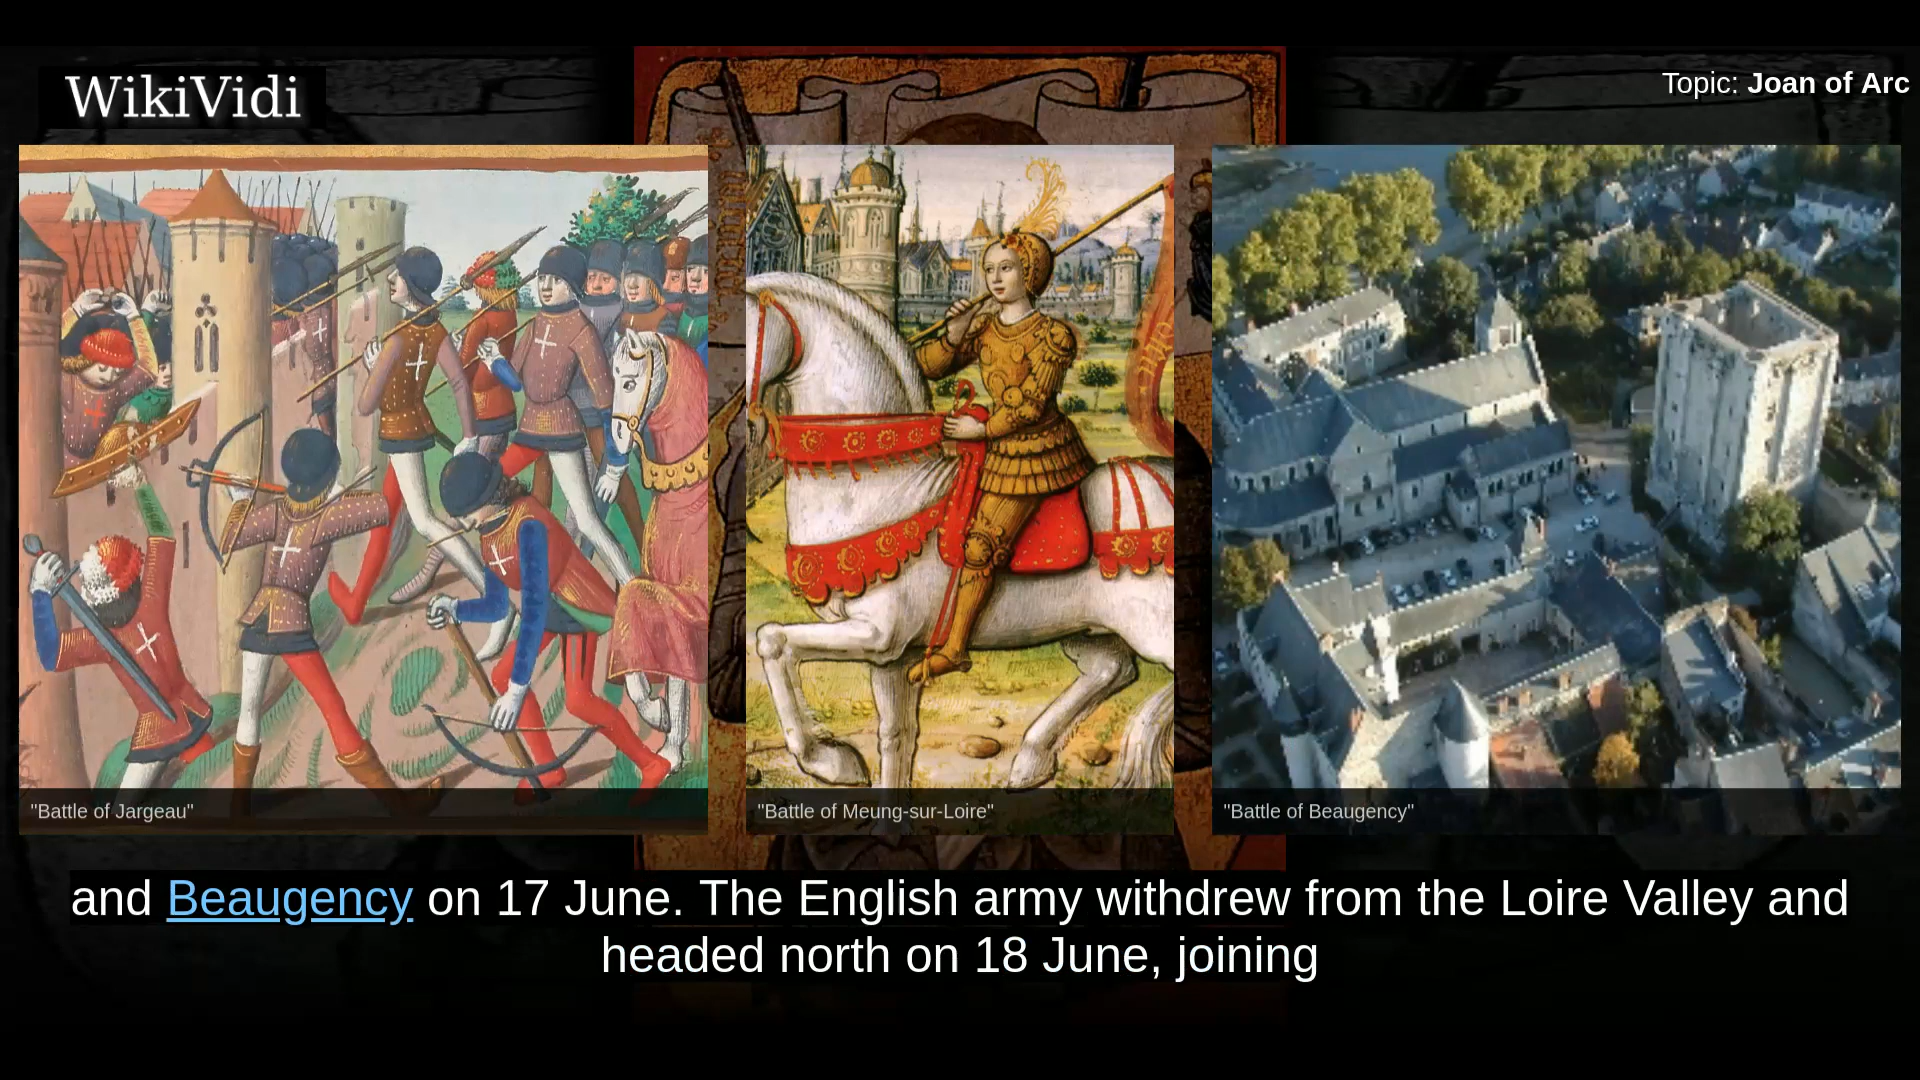 WikiVidi
Topic: Joan of Arc
"Battle of Jargeau"
"Battle of Meung-sur-Loire"
"Battle of Beaugency"
and Beaugency on 17 June. The English army withdrew from the Loire Valley and
headed north on 18 June, joining